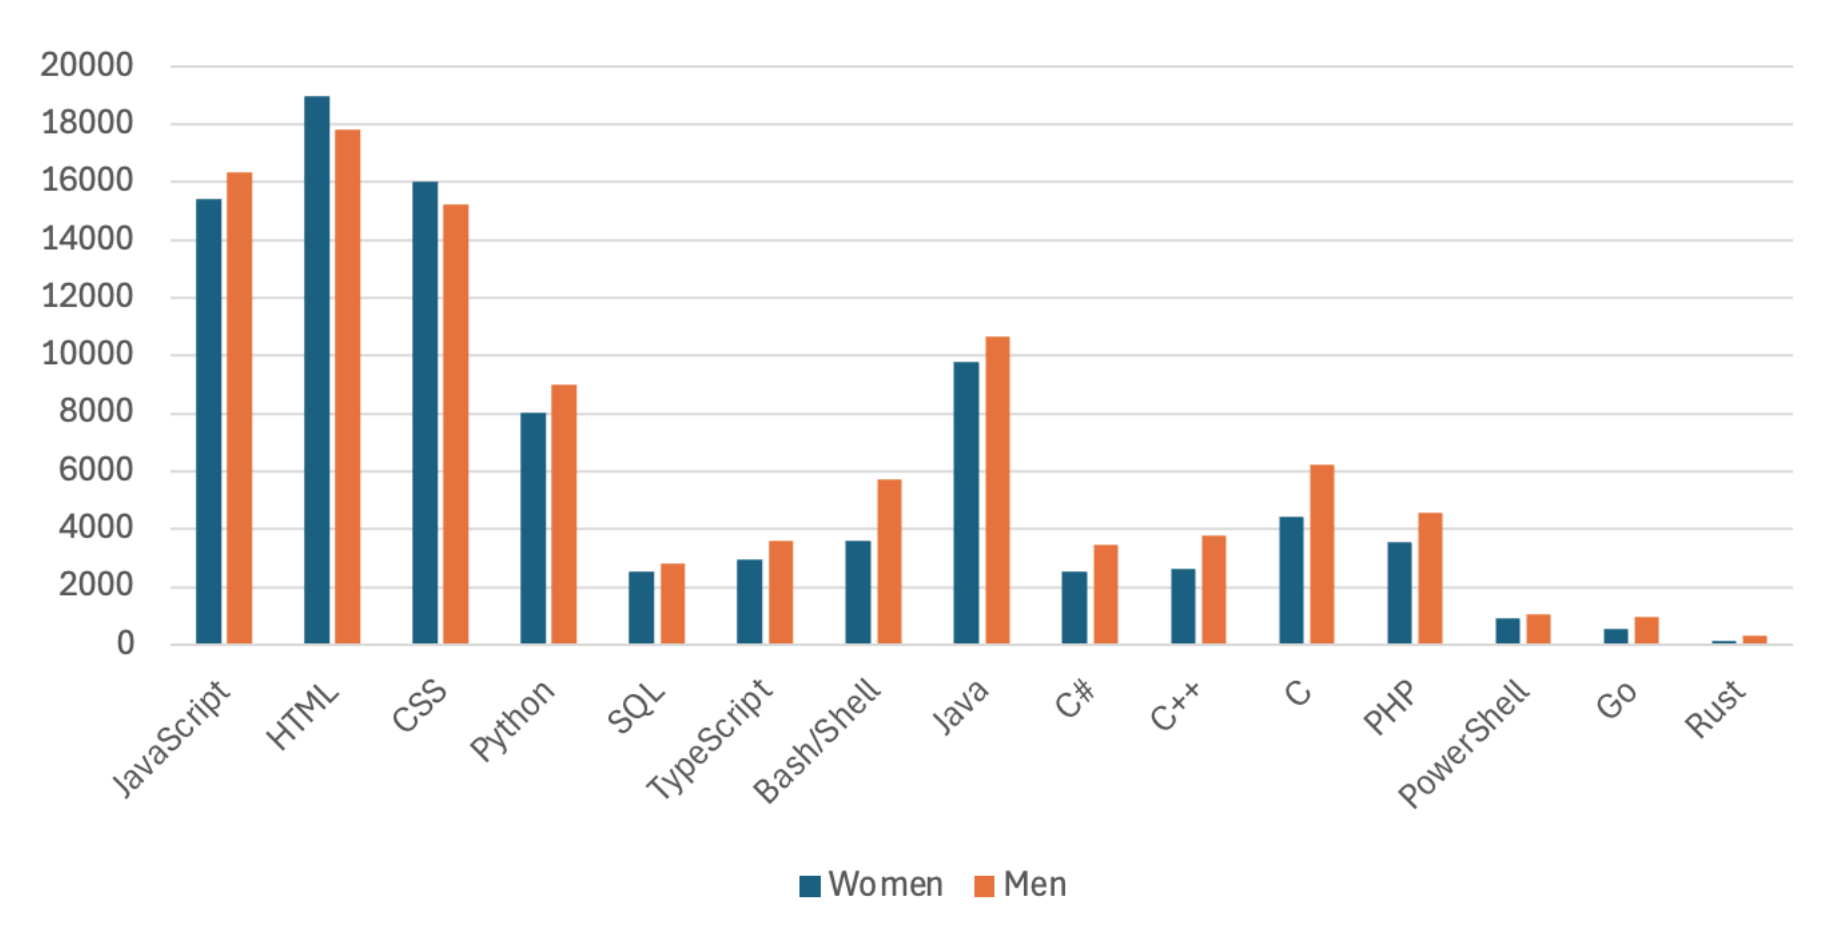 20000
18000
16000
14000
12000
10000
8000
6000
4000
2000
0
JavaScript
HTML
CSS
Python
SQL
TypeScript
Bash/Shell
Java
C#
C++
C
PHP
PowerShell
Go
Rust
Women Men